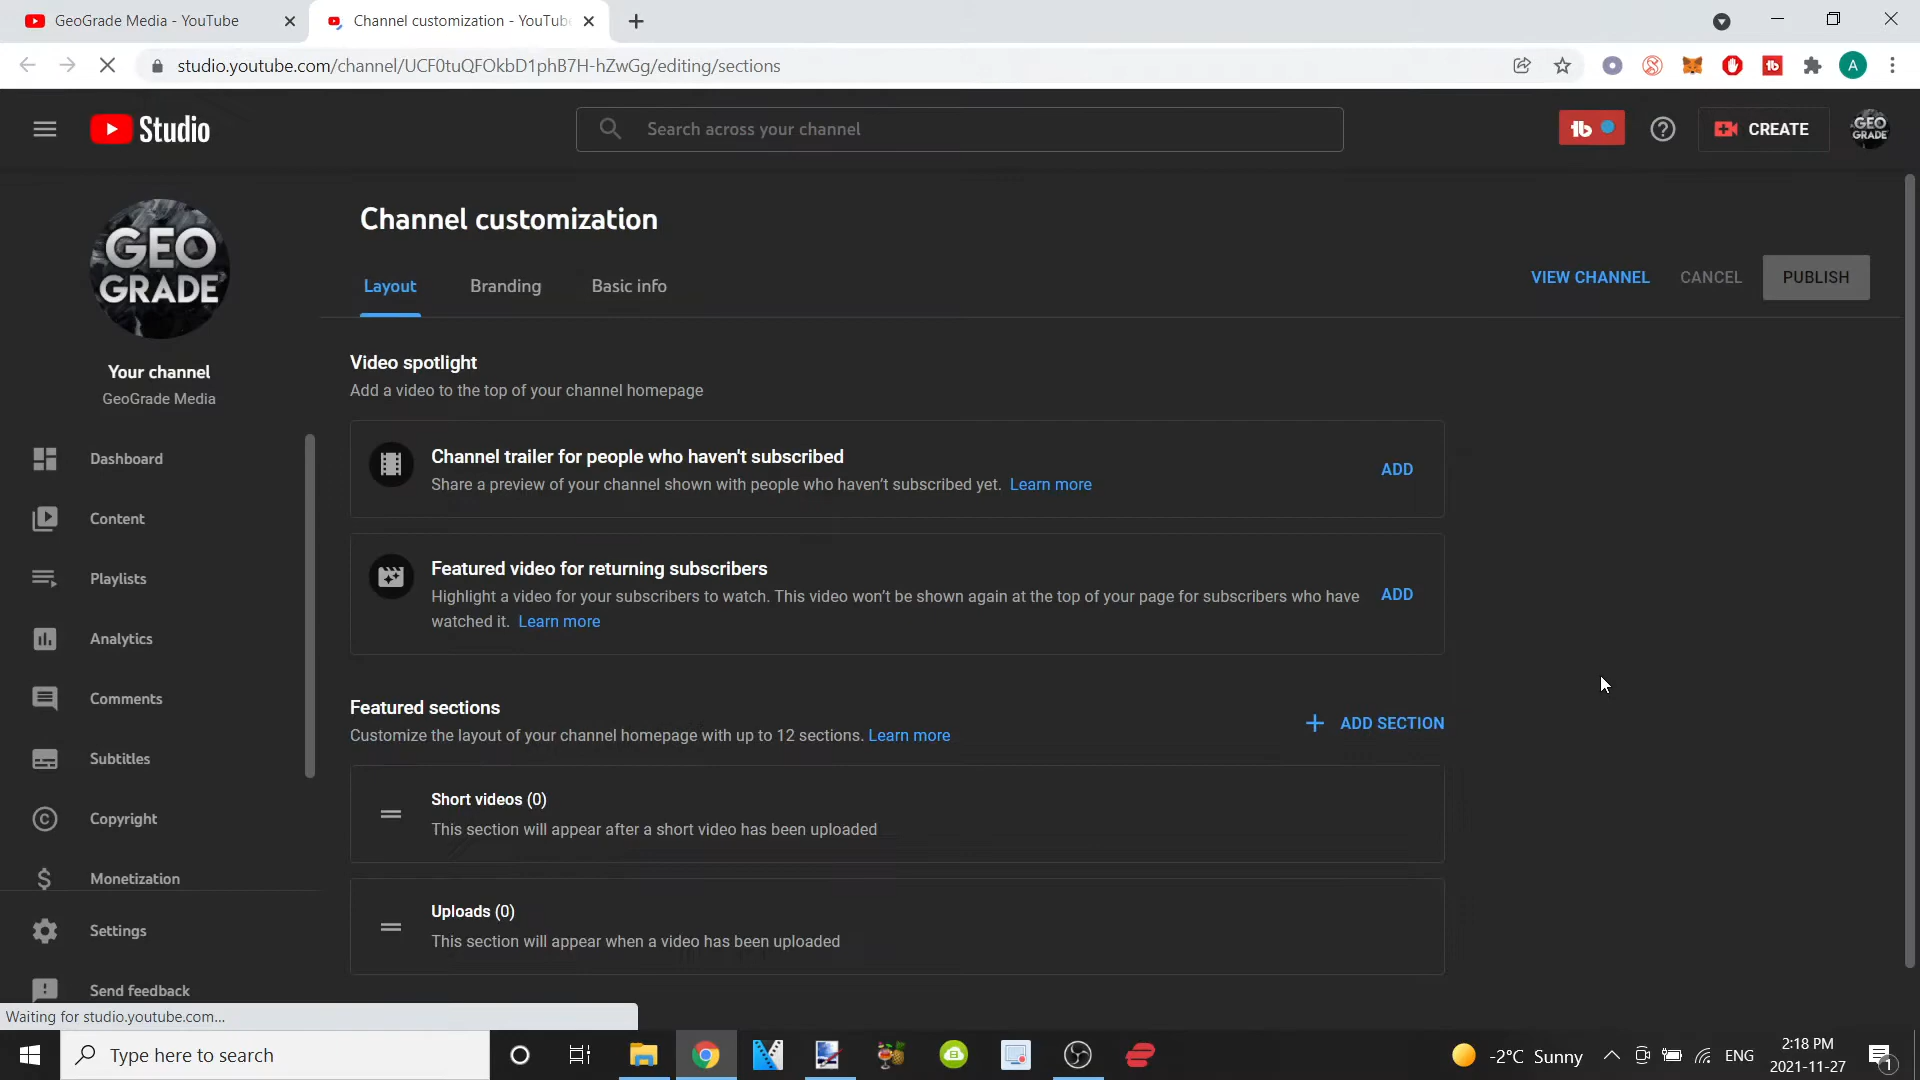 GeoGrade Media - YouTube
Channel customization - YouTub
studio.youtube.com/channel/UCF0tuQFOkbD1phB7H-hZwGg/editing/sections
A
Studio
Search across your channel
CREATE
GEO
GRADE
GEO
GRADE
Your channel
GeoGrade Media
Dashboard
Content
Playlists
Analytics
Comments
Subtitles
Copyright
Monetization
Settings
Send feedback
Channel customization
Layout
Branding
Basic info
VIEW CHANNEL
CANCEL
PUBLISH
Video spotlight
Add a video to the top of your channel homepage
Channel trailer for people who haven't subscribed
Share a preview of your channel shown with people who haven't subscribed yet. Learn more
ADD
Featured video for returning subscribers
Highlight a video for your subscribers to watch. This video won't be shown again at the top of your page for subscribers who have
watched it. Learn more
ADD
Featured sections
Customize the layout of your channel homepage with up to 12 sections. Learn more
ADD SECTION
Short videos (0)
This section will appear after a short video has been uploaded
Uploads (0)
This section will appear when a video has been uploaded
Waiting for studio.youtube.com...
Type here to search
-2°C Sunny
ENG
2:18 PM
2021-11-27
1